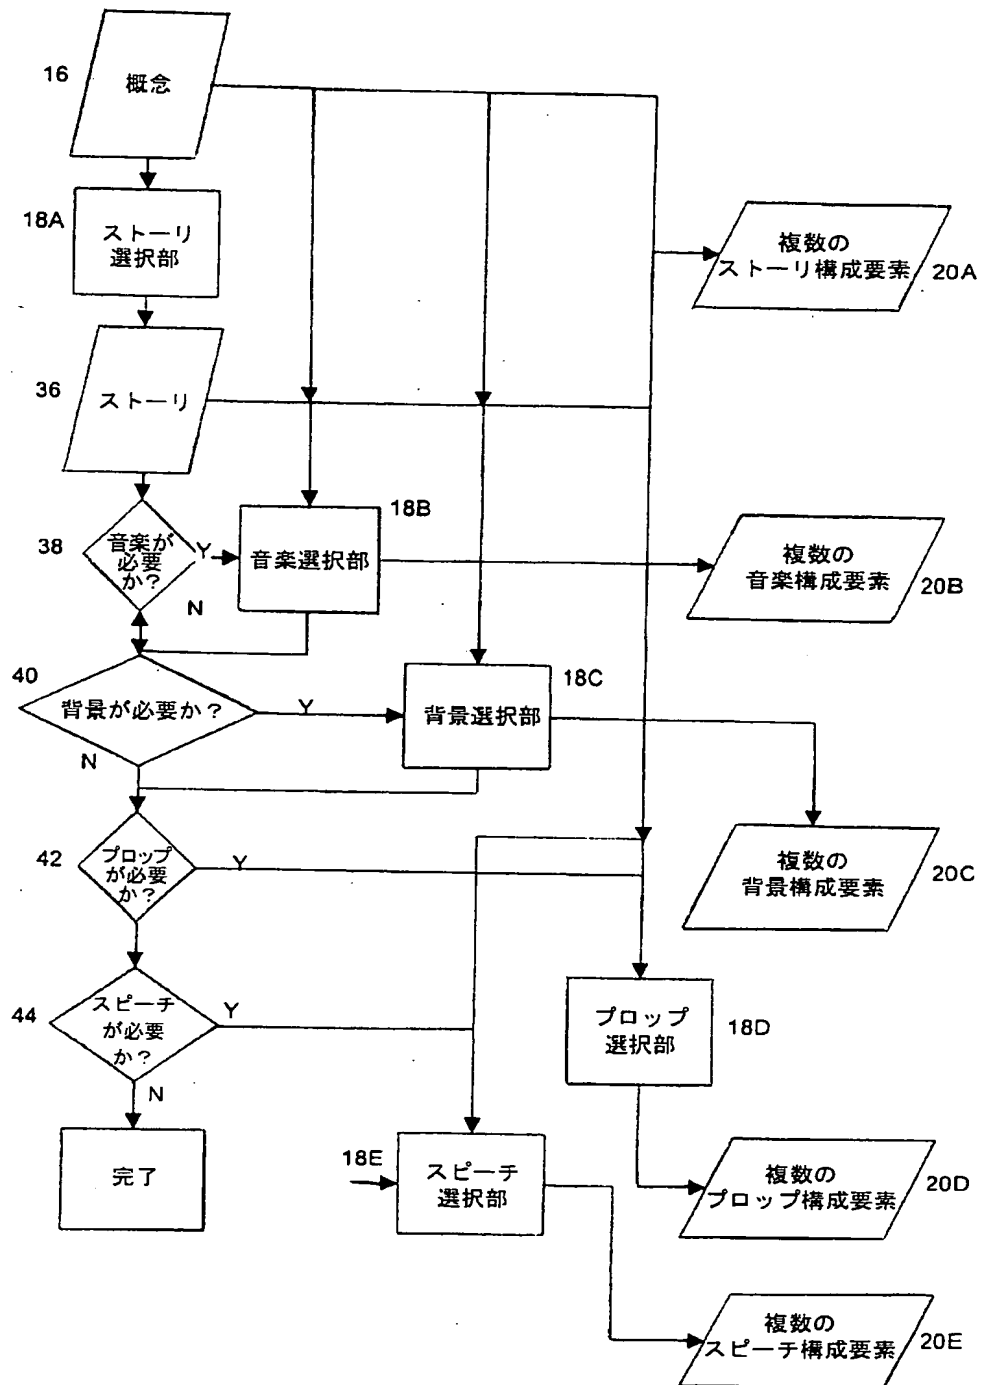 16
概念
18A
ストーリ
選択部
複数の
ストーリ構成要素
20A
36
ストーリ
38
音楽が
必要
か?
Y
N
18B
音楽選択部
複数の
音楽構成要素
20B
40
背景が必要か?
Y
N
18C
背景選択部
複数の
背景構成要素
20C
42
プロップ
が必要
か?
Y
44
スピーチ
が必要
か?
Y
N
プロップ
選択部
18D
完了
18E
スピーチ
選択部
複数の
プロップ構成要素
20D
複数の
スピーチ構成要素
20E